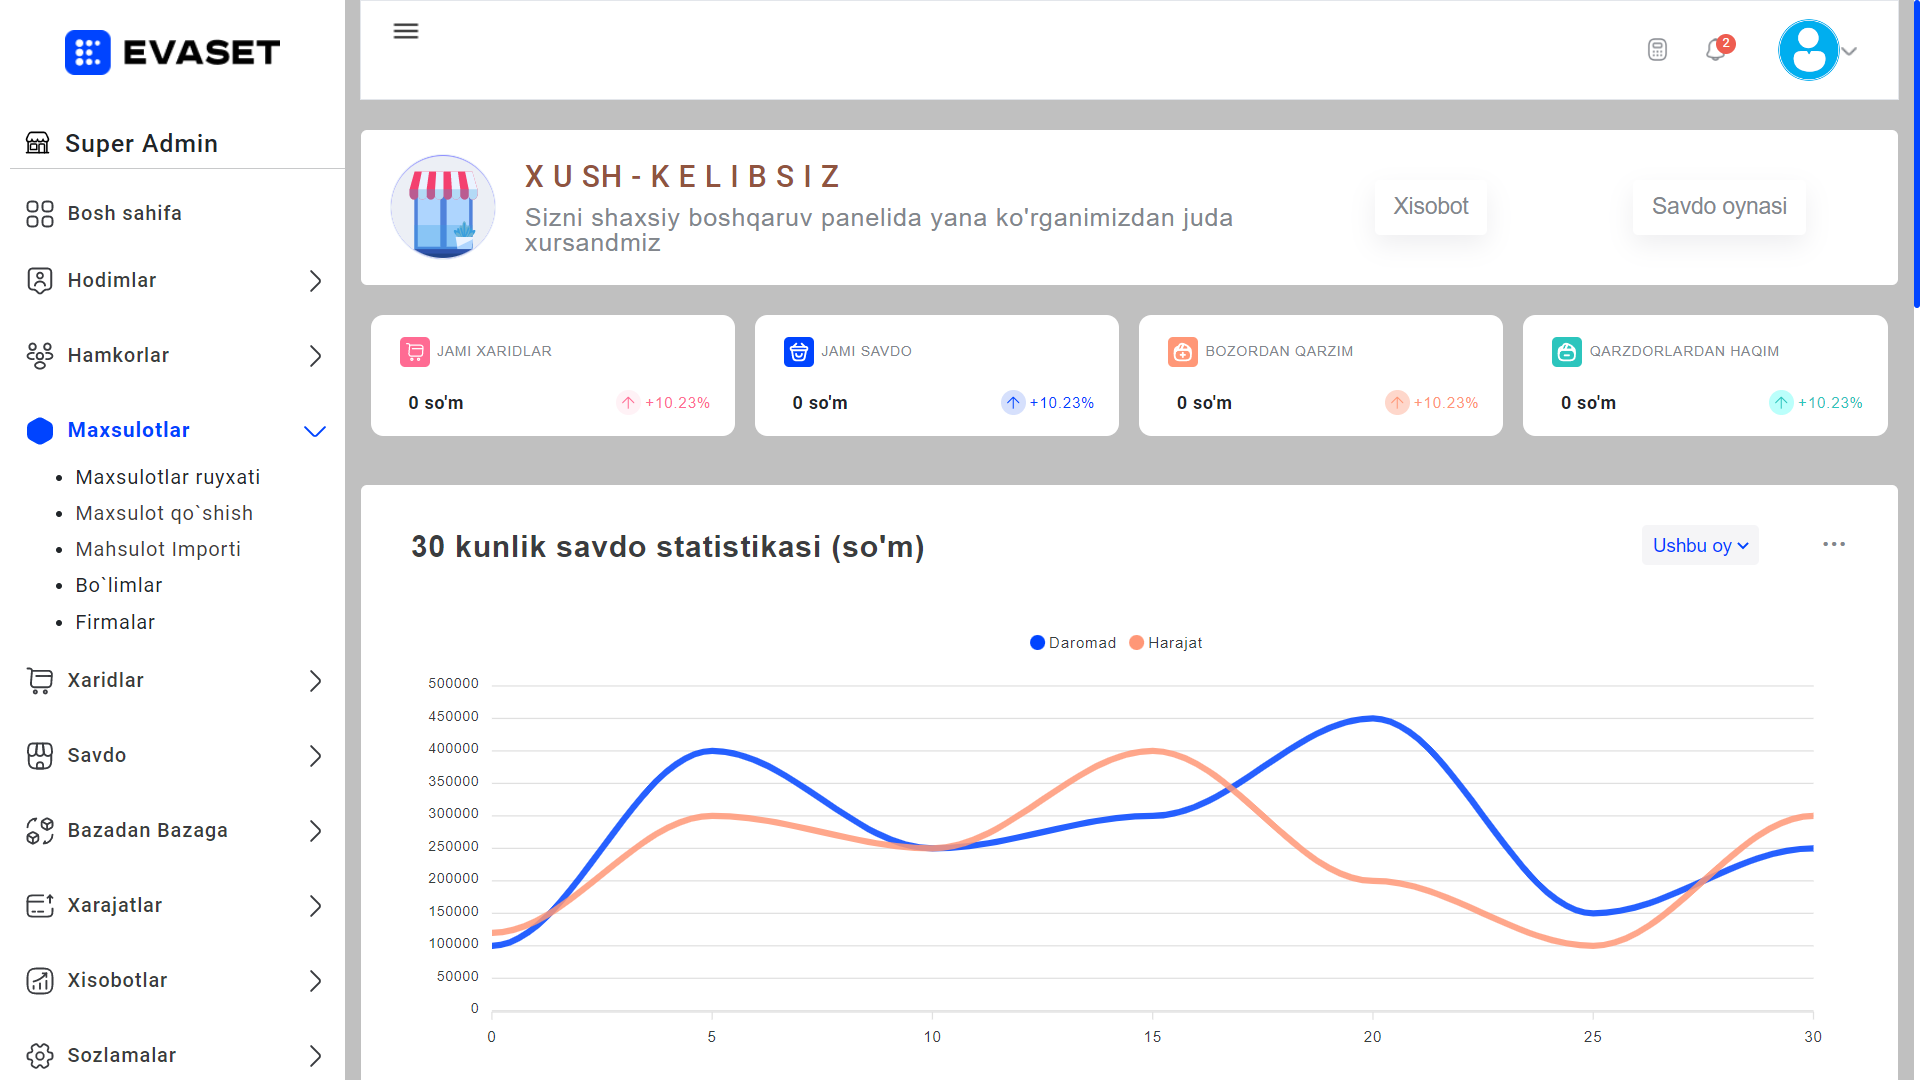 EVASET
Super Admin
Bosh sahifa
Hodimlar
Hamkorlar
Maxsulotlar
Maxsulotlar ruyxati
Maxsulot qo`shish
Mahsulot Importi
Bo`limlar
Firmalar
Xaridlar
Savdo
Bazadan Bazaga
Xarajatlar
Xisobotlar
Sozlamalar
2
XUSH-KELIBSIZ
Sizni shaxsiy boshqaruv panelida yana ko'rganimizdan juda
xursandmiz
Xisobot
Savdo oynasi
JAMI XARIDLAR
0 so'm
+10.23%
JAMI SAVDO
0 so'm
+10.23%
BOZORDAN QARZIM
0 so'm
+10.23%
QARZDORLARDAN HAQIM
0 so'm
+10.23%
30 kunlik savdo statistikasi (so'm)
Ushbu oy
Daromad
Harajat
500000
450000
400000
350000
300000
250000
200000
150000
100000
50000
0
0 5 10 15 20 25 30